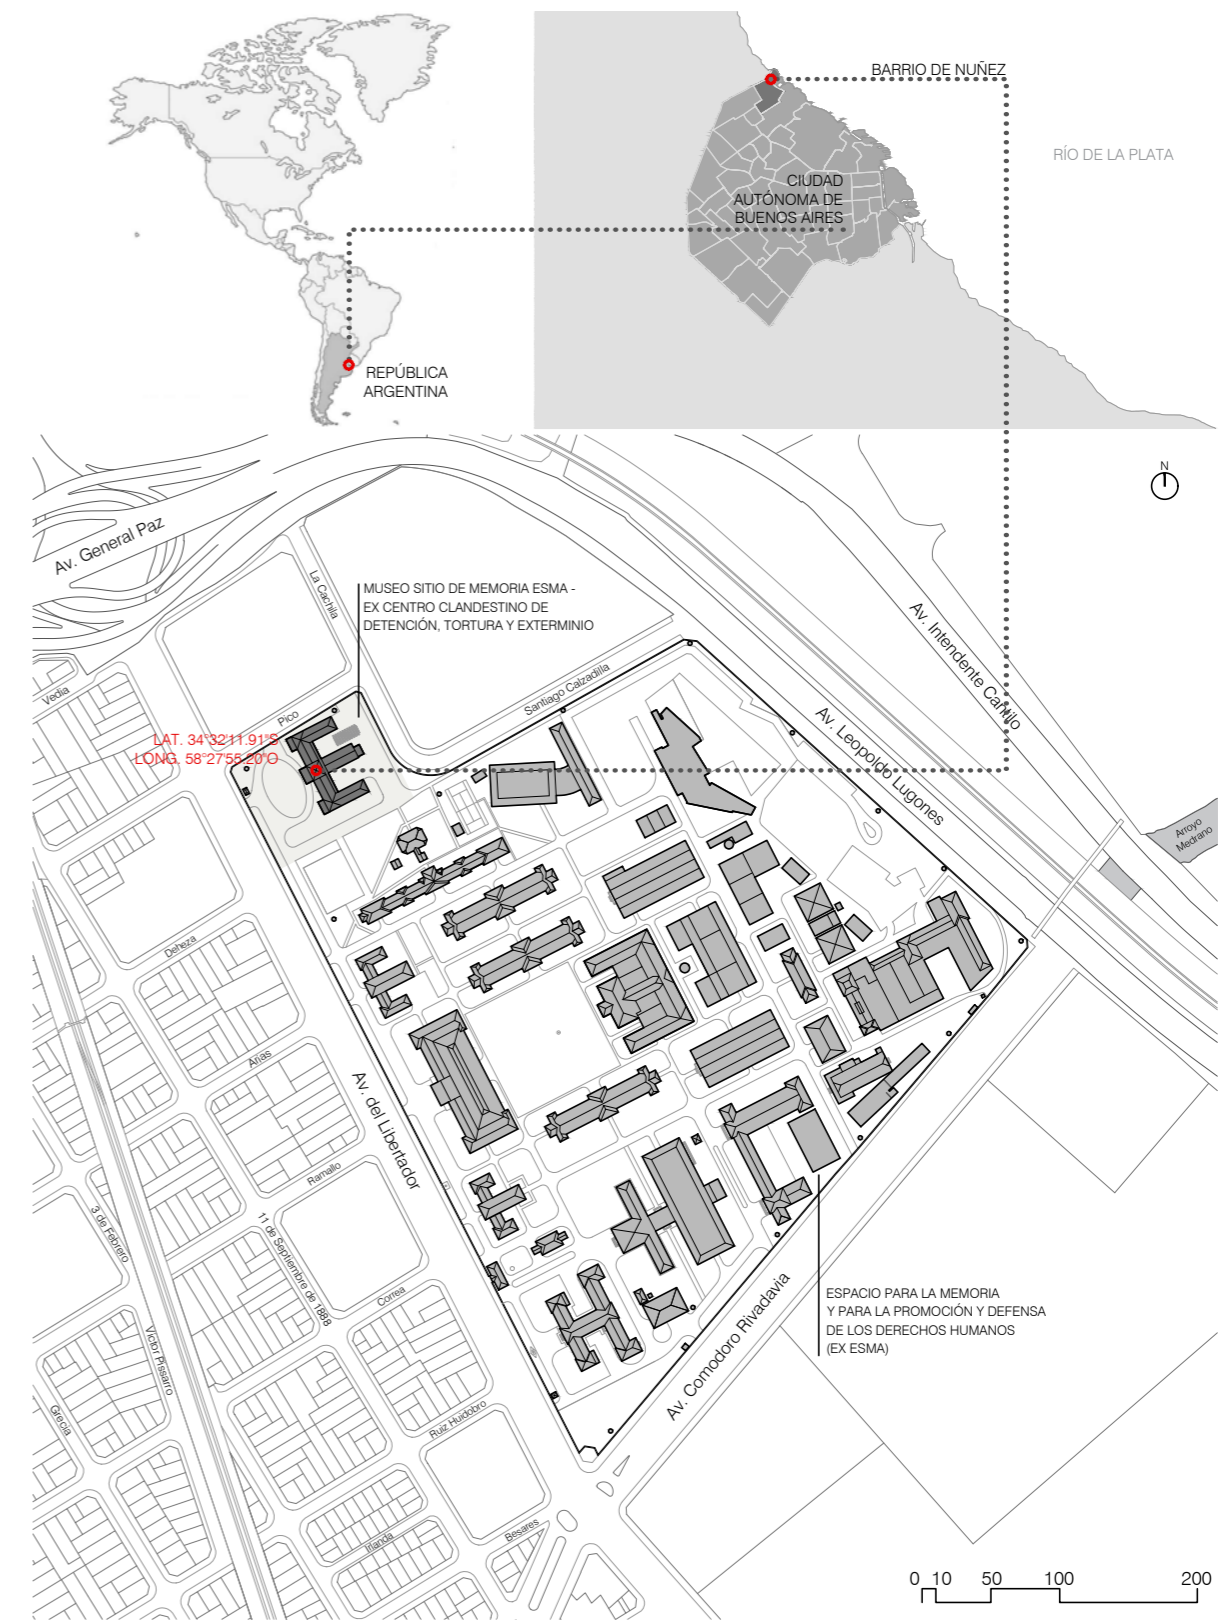 BARRIO DE NUÑEZ
RÍO DE LA PLATA
CIUDAD
AUTÓNOMA DE
BUENOS AIRES
REPÚBLICA
ARGENTINA
N
Av. General Paz
La Cachila
MUSEO SITIO DE MEMORIA ESMA -
EX CENTRO CLANDESTINO DE
DETENCIÓN, TORTURA Y EXTERMINIO
Av. Intendente Cantilo
Santiago Calzadilla
Vedia
Pico
LAT. 34°32'11.91"S
LONG. 58°27'55.20"O
Av. Leopoldo Lugones
Arroyo
Medrano
Deheza
Arias
Av. del Libertador
Ramallo
3 de Febrero
11 de Septiembre de 1888
Correa
Victor Pissarro
Grecia
Ruiz Huidobro
Av. Comodoro Rivadavia
ESPACIO PARA LA MEMORIA
Y PARA LA PROMOCIÓN Y DEFENSA
DE LOS DERECHOS HUMANOS
(EX ESMA)
Irlanda
Besares
0 10 50 100 200